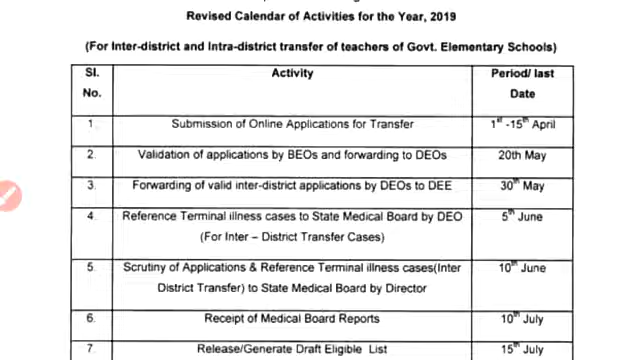 Revised Calendar of Activities for the Year, 2019
(For Inter-district and Intra-district transfer of teachers of Govt. Elementary Schools)
Sl. No. Activity Period/ last Date
1. Submission of Online Applications for Transfer 1st -15th April
2. Validation of applications by BEOs and forwarding to DEOs 20th May
3. Forwarding of valid inter-district applications by DEOs to DEE 30th May
4. Reference Terminal illness cases to State Medical Board by DEO 5th June
(For Inter – District Transfer Cases)
5. Scrutiny of Applications & Reference Terminal illness cases(Inter 10th June
District Transfer) to State Medical Board by Director
6. Receipt of Medical Board Reports 10th July
7. Release/Generate Draft Eligible List 15th July